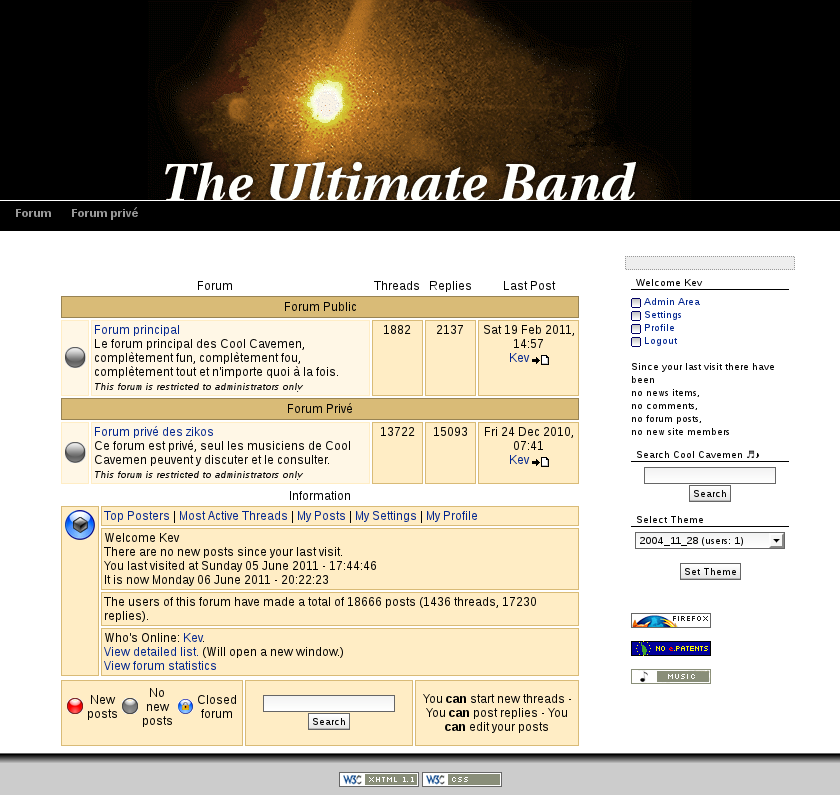 The Ultimate Band
Forum Forum privé
Forum Threads Replies Last Post
Forum Public
Forum principal
Le forum principal des Cool Cavemen,
complètement fun, complètement fou,
complètement tout et n'importe quoi à la fois.
This forum is restricted to administrators only
1882 2137 Sat 19 Feb 2011,
14:57
Kev
Forum Privé
Forum privé des zikos
Ce forum est privé, seul les musiciens de Cool
Cavemen peuvent y discuter et le consulter.
This forum is restricted to administrators only
13722 15093 Fri 24 Dec 2010,
07:41
Kev
Information
Top Posters | Most Active Threads | My Posts | My Settings | My Profile
Welcome Kev
There are no new posts since your last visit.
You last visited at Sunday 05 June 2011 - 17:44:46
It is now Monday 06 June 2011 - 20:22:23
The users of this forum have made a total of 18666 posts (1436 threads, 17230
replies).
Who's Online: Kev.
View detailed list. (Will open a new window.)
View forum statistics
New
posts
No
new
posts
Closed
forum
Search
You can start new threads -
You can post replies - You
can edit your posts
Welcome Kev
Admin Area
Settings
Profile
Logout
Since your last visit there have
been
no news items,
no comments,
no forum posts,
no new site members
Search Cool Cavemen ♬♪
Search
Select Theme
2004_11_28 (users: 1)
Set Theme
FIREFOX
NO ePATENTS
MUSIC
W3C XHTML 1.1 W3C CSS